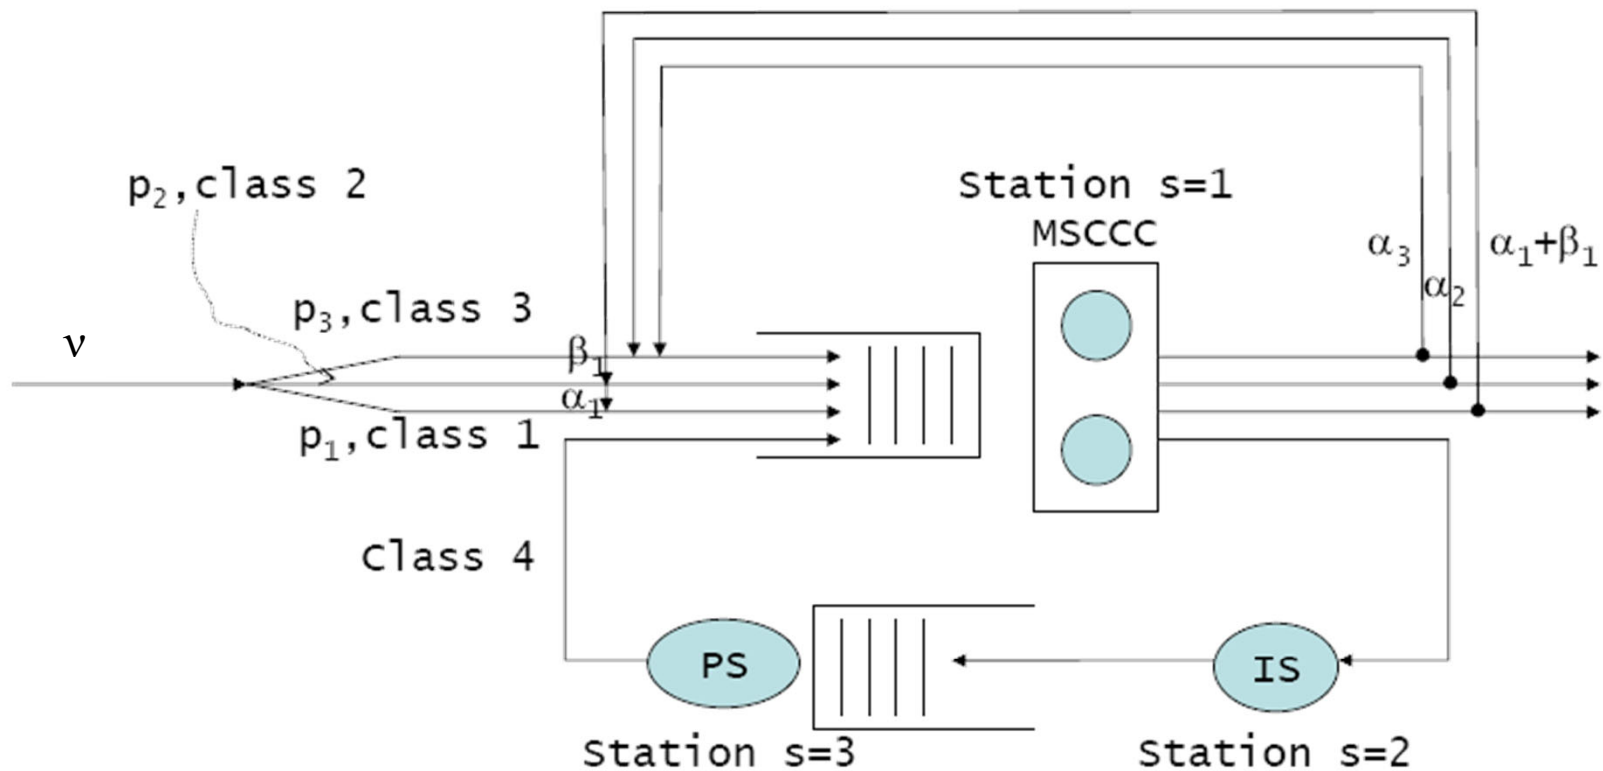 p₂,class 2
Station s=1
MSCCC
α₃
α₁+β₁
α₂
p₃,class 3
ν
β₁
α₁
p₁,class 1
Class 4
PS
IS
Station s=3
Station s=2